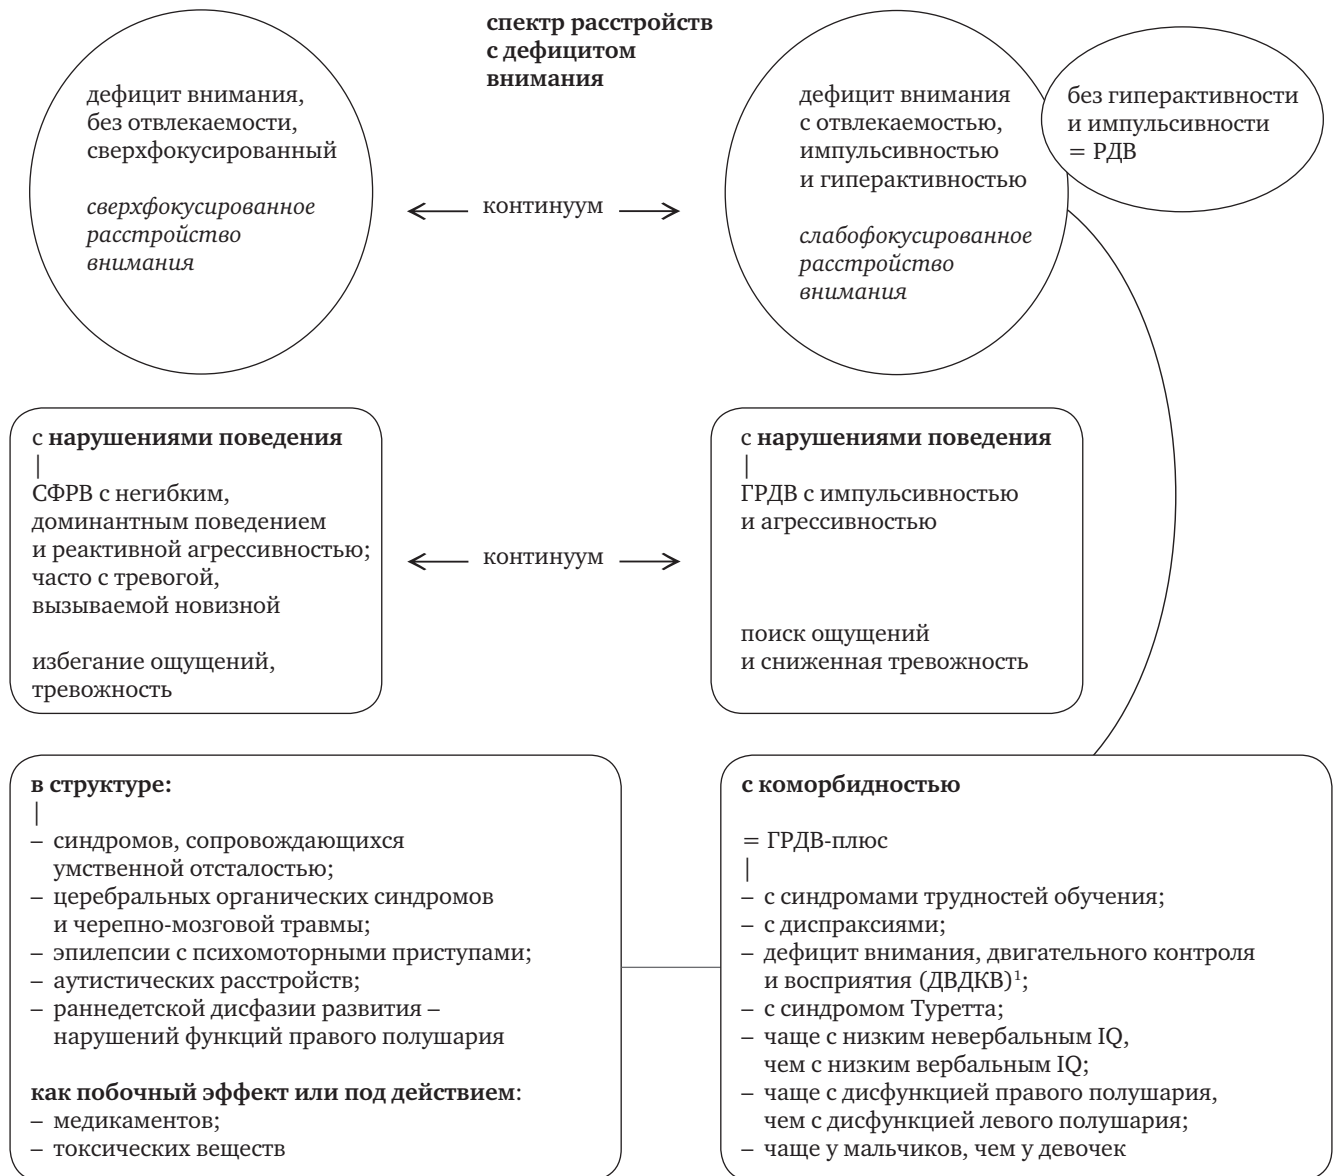 спектр расстройств
с дефицитом
внимания
дефицит внимания,
без отвлекаемости,
сверхфокусированный
сверхфокусированное
расстройство
внимания
континуум
дефицит внимания
с отвлекаемостью,
импульсивностью
и гиперактивностью
слабофокусированное
расстройство
внимания
без гиперактивности
и импульсивности
= РДВ
с нарушениями поведения
|
СФРВ с негибким,
доминантным поведением
и реактивной агрессивностью;
часто с тревогой,
вызываемой новизной
избегание ощущений,
тревожность
континуум
с нарушениями поведения
|
ГРДВ с импульсивностью
и агрессивностью
поиск ощущений
и сниженная тревожность
в структуре:
|
– синдромов, сопровождающихся
умственной отсталостью;
– церебральных органических синдромов
и черепно-мозговой травмы;
– эпилепсии с психомоторными приступами;
– аутистических расстройств;
– раннедетской дисфазии развития –
нарушений функций правого полушария
как побочный эффект или под действием:
– медикаментов;
– токсических веществ
с коморбидностью
= ГРДВ-плюс
|
– с синдромами трудностей обучения;
– с диспраксиями;
– дефицит внимания, двигательного контроля
и восприятия (ДВДКВ)¹;
– с синдромом Туретта;
– чаще с низким невербальным IQ,
чем с низким вербальным IQ;
– чаще с дисфункцией правого полушария,
чем с дисфункцией левого полушария;
– чаще у мальчиков, чем у девочек